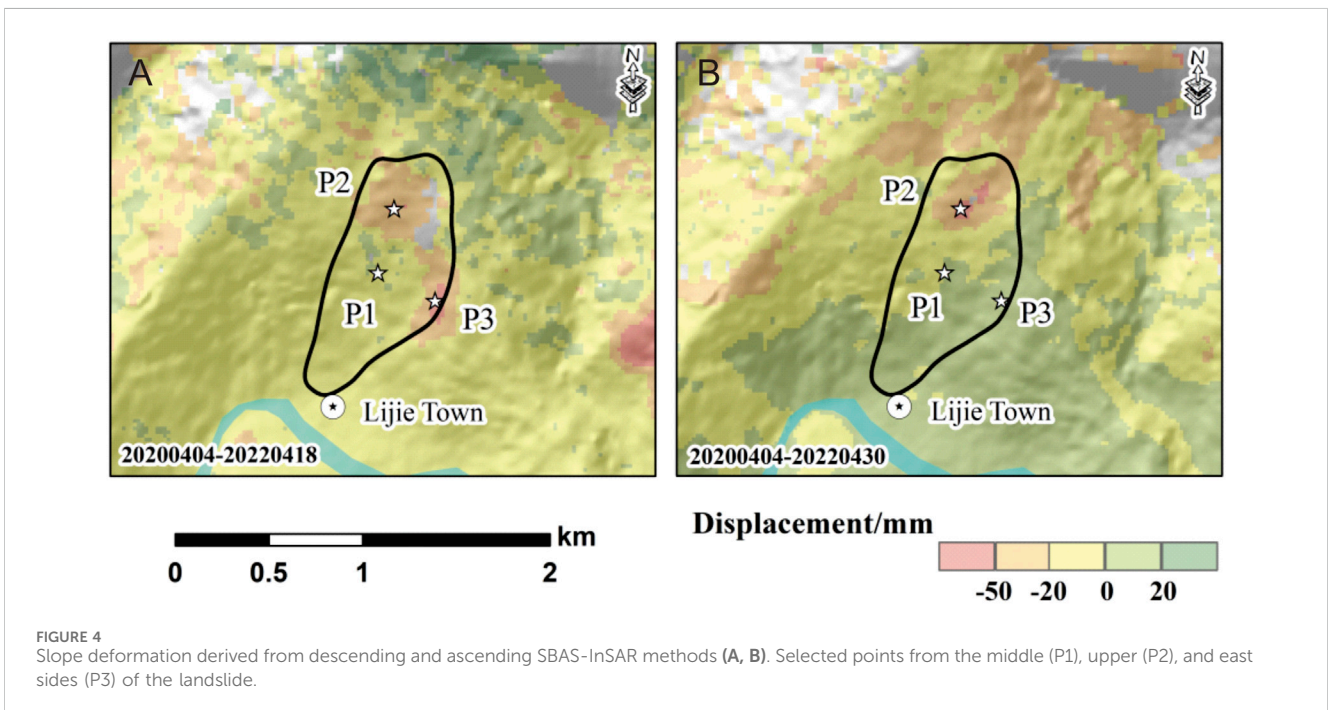 A
N
P2
P1
P3
Lijie Town
20200404-20220418
B
N
P2
P1
P3
Lijie Town
20200404-20220430
km
0 0.5 1 2
Displacement/mm
-50 -20 0 20
FIGURE 4
Slope deformation derived from descending and ascending SBAS-InSAR methods (A, B). Selected points from the middle (P1), upper (P2), and east
sides (P3) of the landslide.